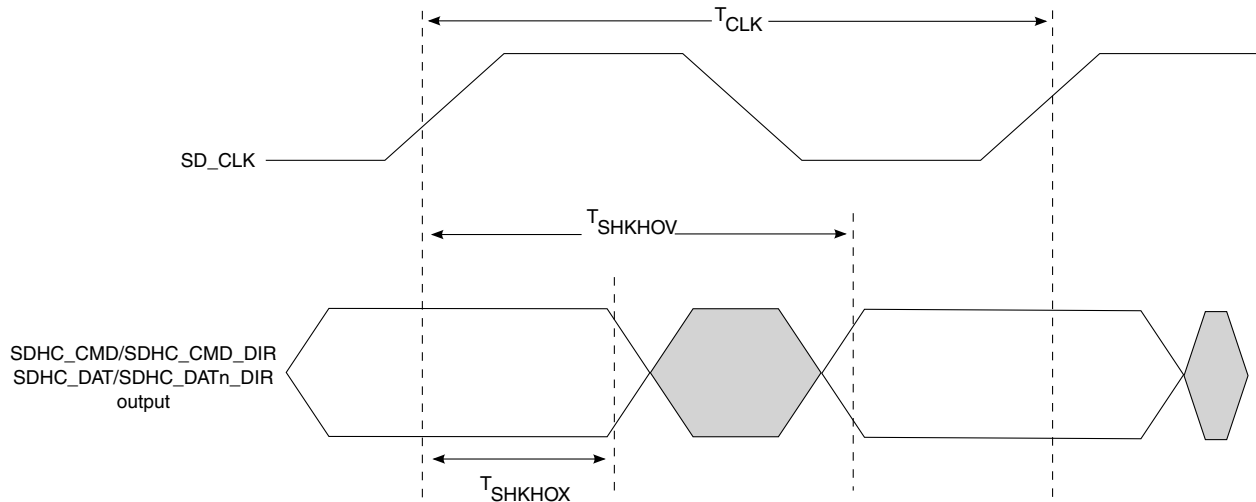 TCLK
SD_CLK
TSHKHOV
SDHC_CMD/SDHC_CMD_DIR
SDHC_DAT/SDHC_DATn_DIR
output
TSHKHOX